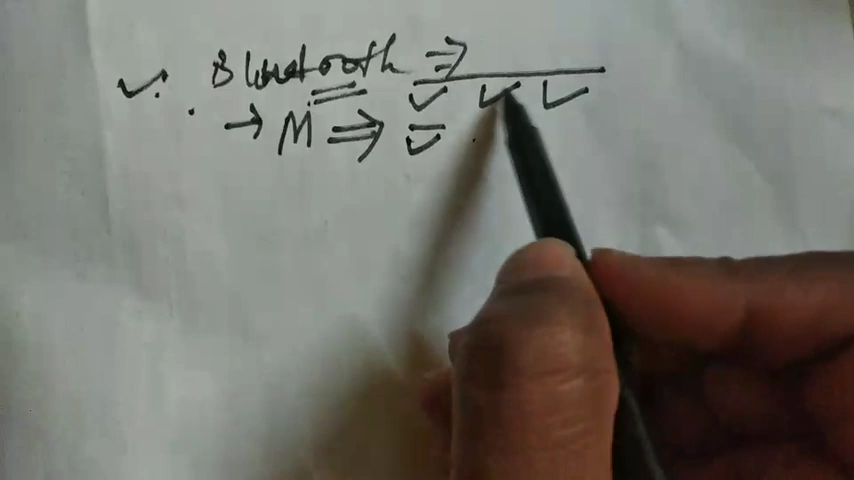 ✓. Bluetooth ⇒
✓ ✓ ✓
→ M ⇒ ✓